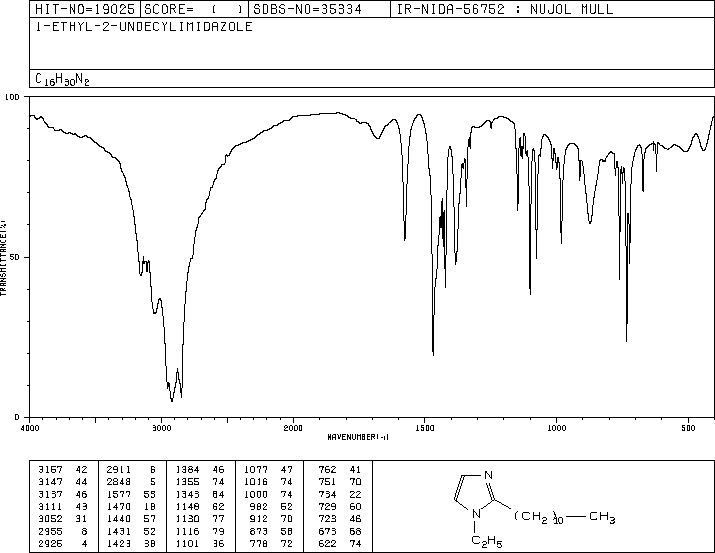 HIT-NO=19025 SCORE= ( ) SDBS-NO=35334 IR-NIDA-56752 : NUJOL MULL
1-ETHYL-2-UNDECYLIMIDAZOLE
C16H30N2
100
50
0
TRANSMITTANCE(%)
4000 3000 2000 1500 1000 500
WAVENUMBER(-1)
3167 42 2911 6 1384 46 1077 47 762 41
3147 44 2848 5 1355 74 1016 74 751 70
3137 46 1577 55 1343 64 1000 74 734 22
3111 43 1470 18 1148 62 982 52 729 60
3052 31 1440 57 1130 77 912 70 723 46
2955 8 1431 52 1116 79 873 58 673 68
2926 4 1423 38 1101 36 778 72 622 74
N
N
(CH2)10 CH3
C2H5